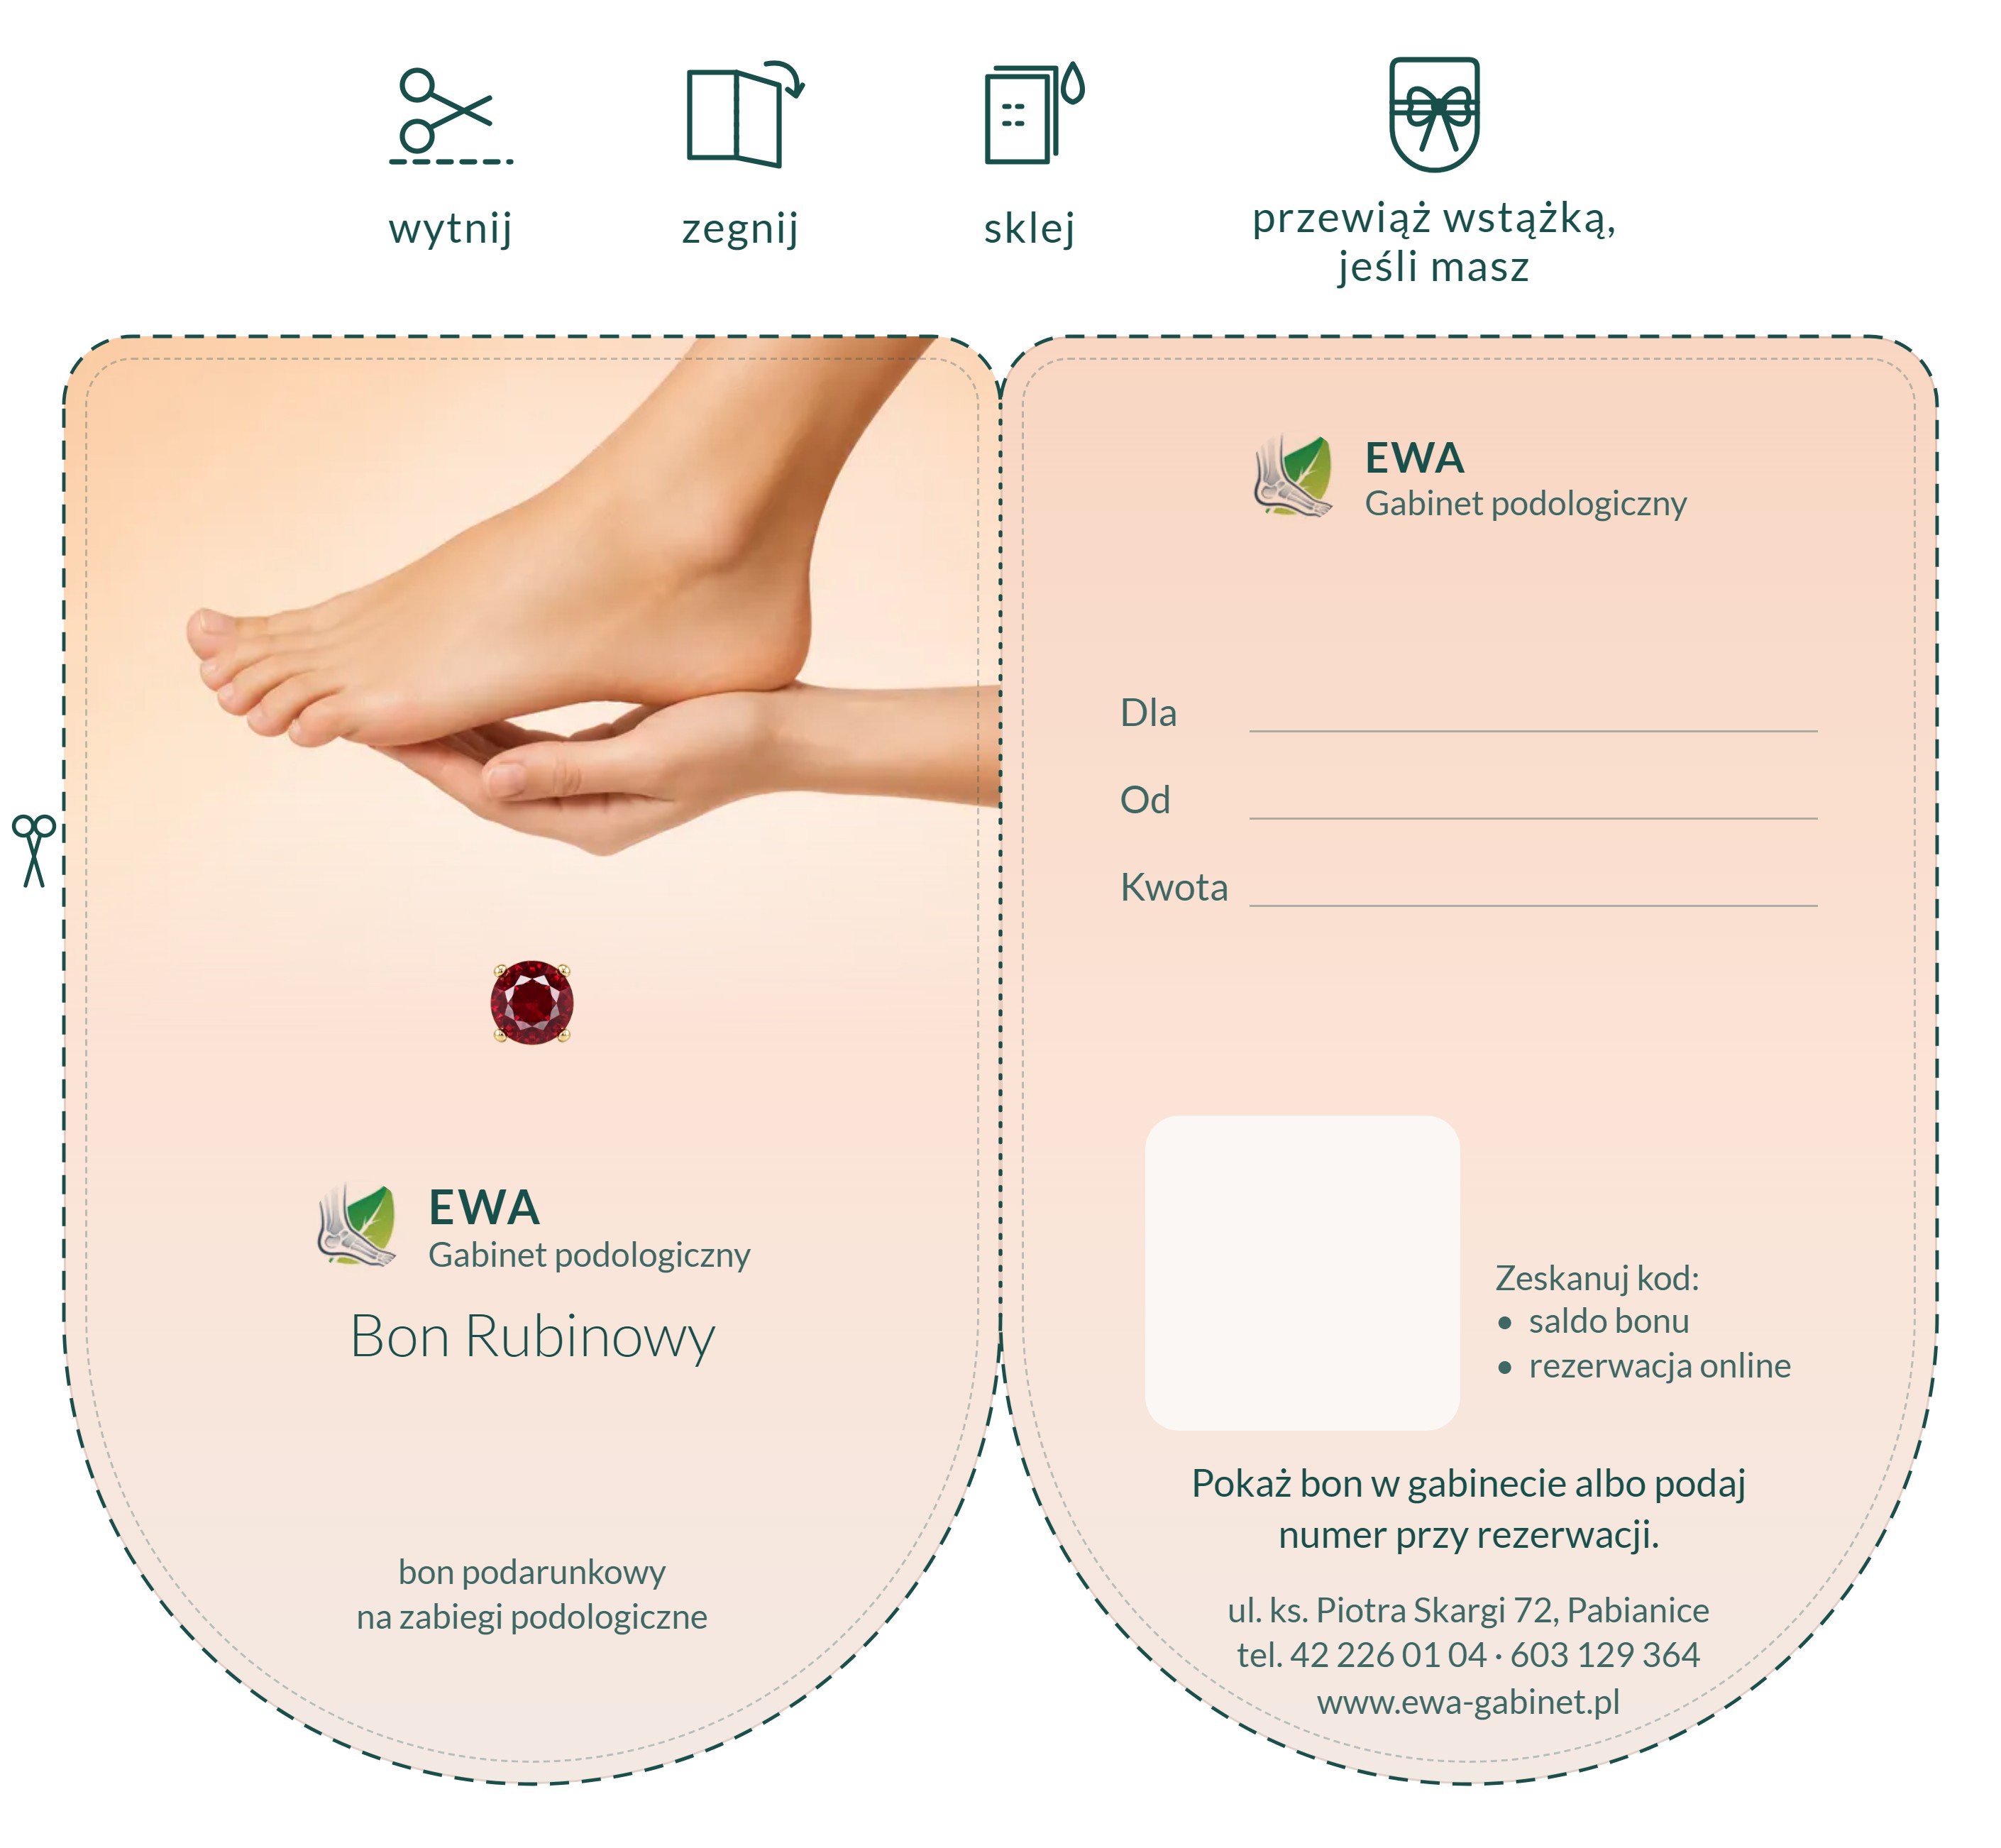 wytnij
zegnij
sklej
przewiąż wstążką,
jeśli masz
EWA
Gabinet podologiczny
Bon Rubinowy
bon podarunkowy
na zabiegi podologiczne
EWA
Gabinet podologiczny
Dla
Od
Kwota
Zeskanuj kod:
• saldo bonu
• rezerwacja online
Pokaż bon w gabinecie albo podaj
numer przy rezerwacji.
ul. ks. Piotra Skargi 72, Pabianice
tel. 42 226 01 04 · 603 129 364
www.ewa-gabinet.pl